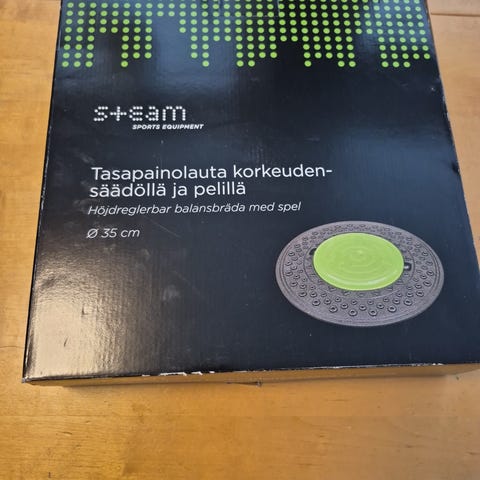 steam
SPORTS EQUIPMENT
Tasapainolauta korkeuden-
säädöllä ja pelillä
Höjdreglerbar balansbräda med spel
Ø 35 cm